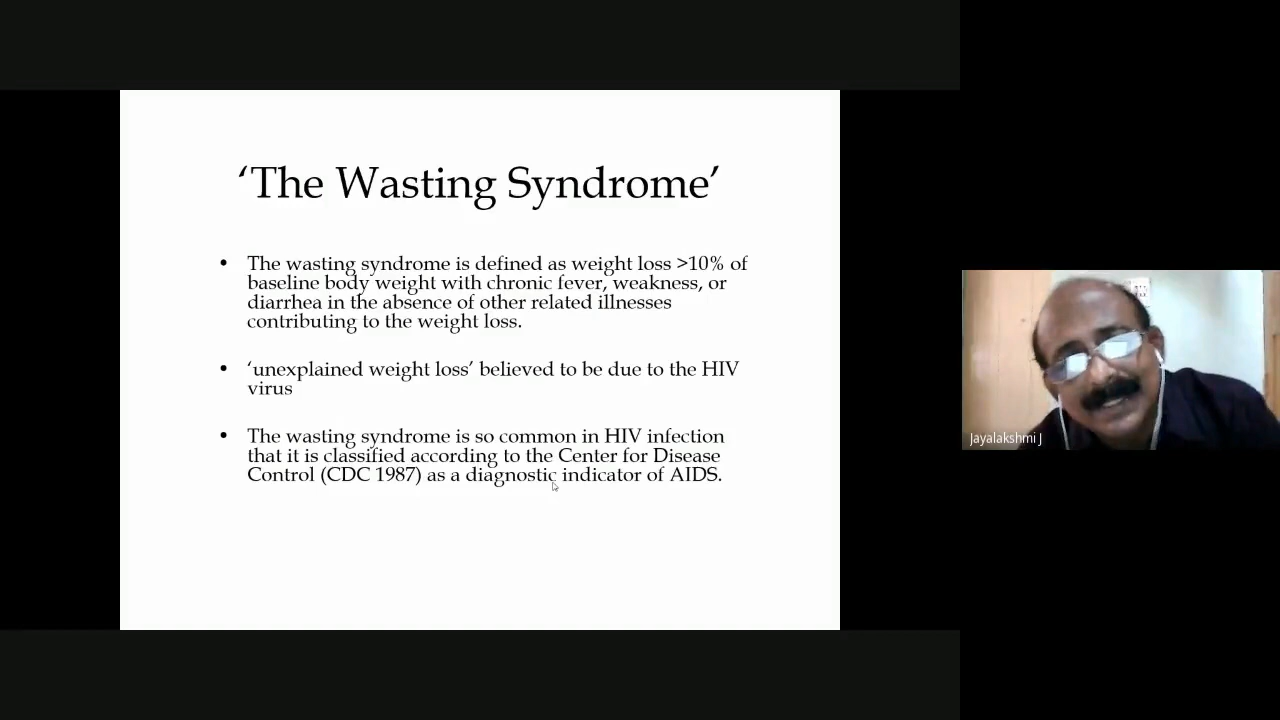 ‘The Wasting Syndrome’
• The wasting syndrome is defined as weight loss >10% of
baseline body weight with chronic fever, weakness, or
diarrhea in the absence of other related illnesses
contributing to the weight loss.
• ‘unexplained weight loss’ believed to be due to the HIV
virus
• The wasting syndrome is so common in HIV infection
that it is classified according to the Center for Disease
Control (CDC 1987) as a diagnostic indicator of AIDS.
Jayalakshmi J